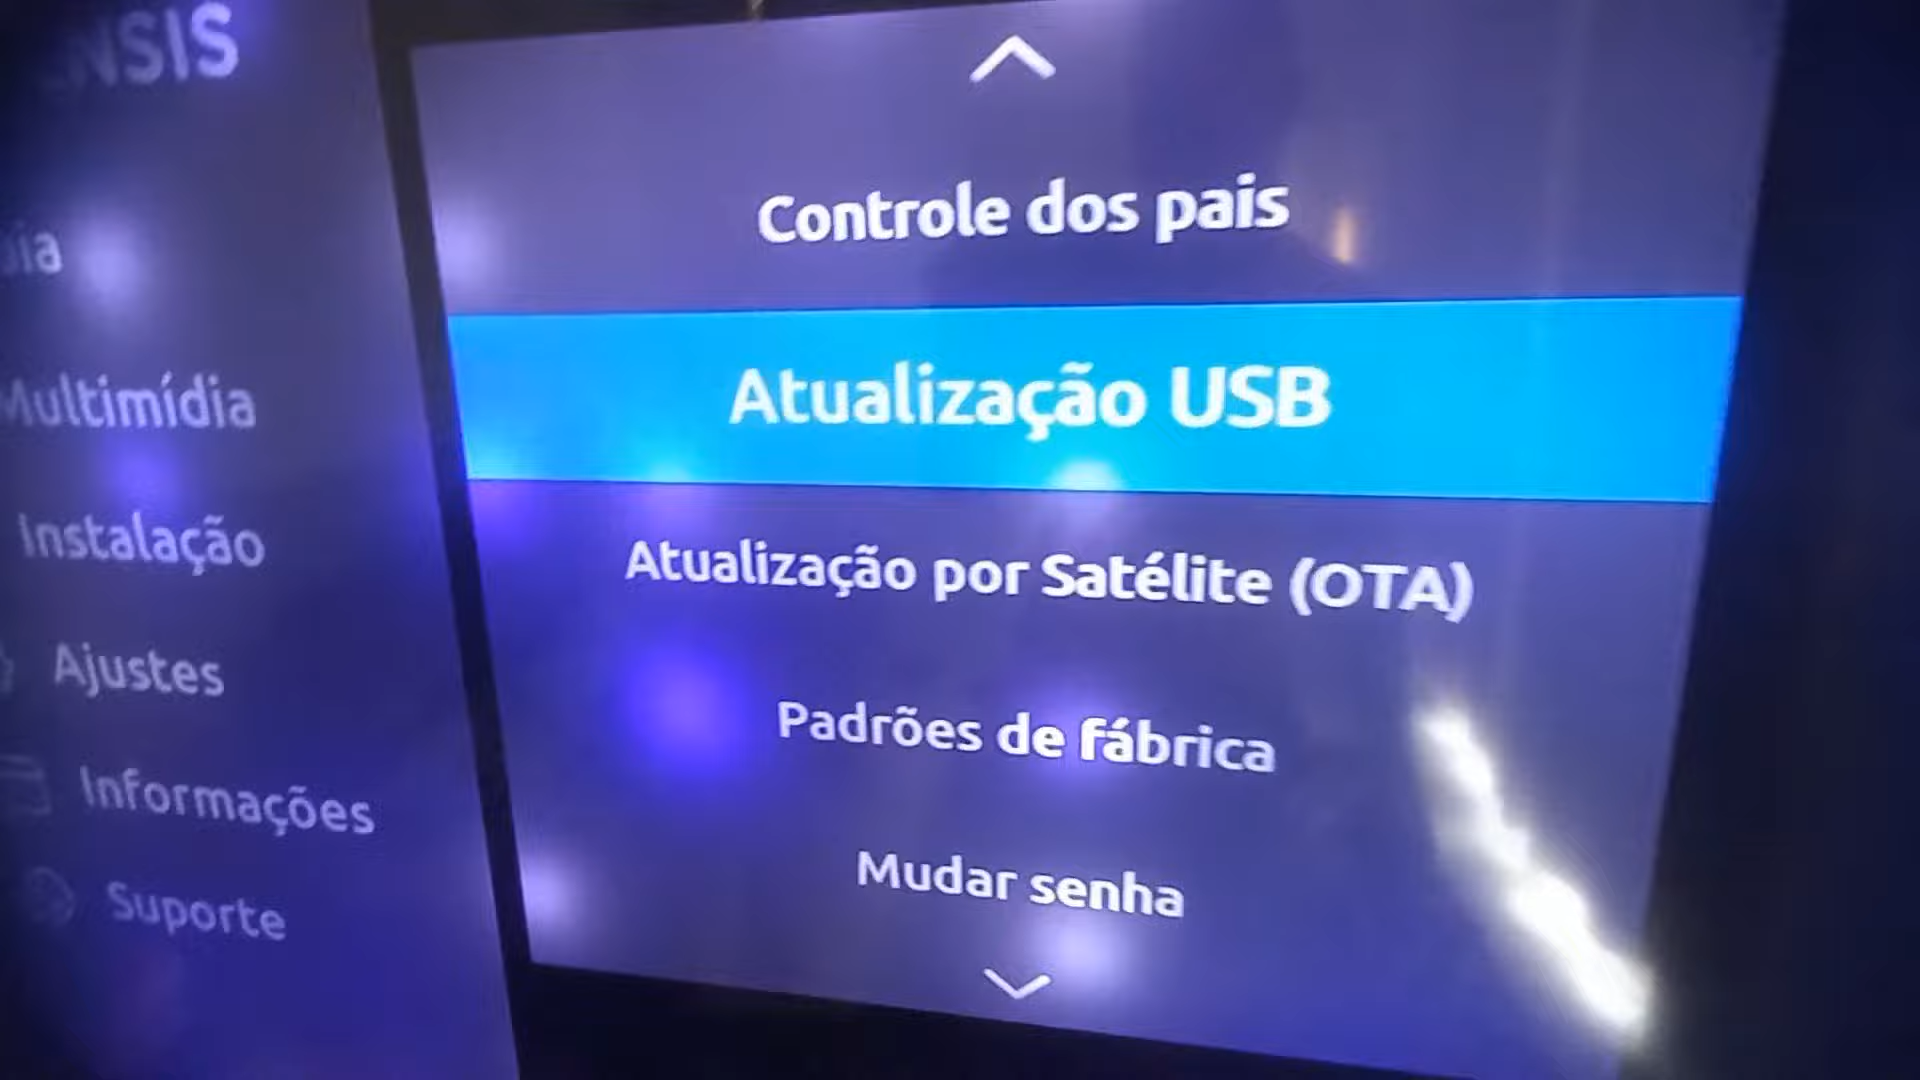 Multimídia
Instalação
Ajustes
Informações
Suporte
Controle dos pais
Atualização USB
Atualização por Satélite (OTA)
Padrões de fábrica
Mudar senha